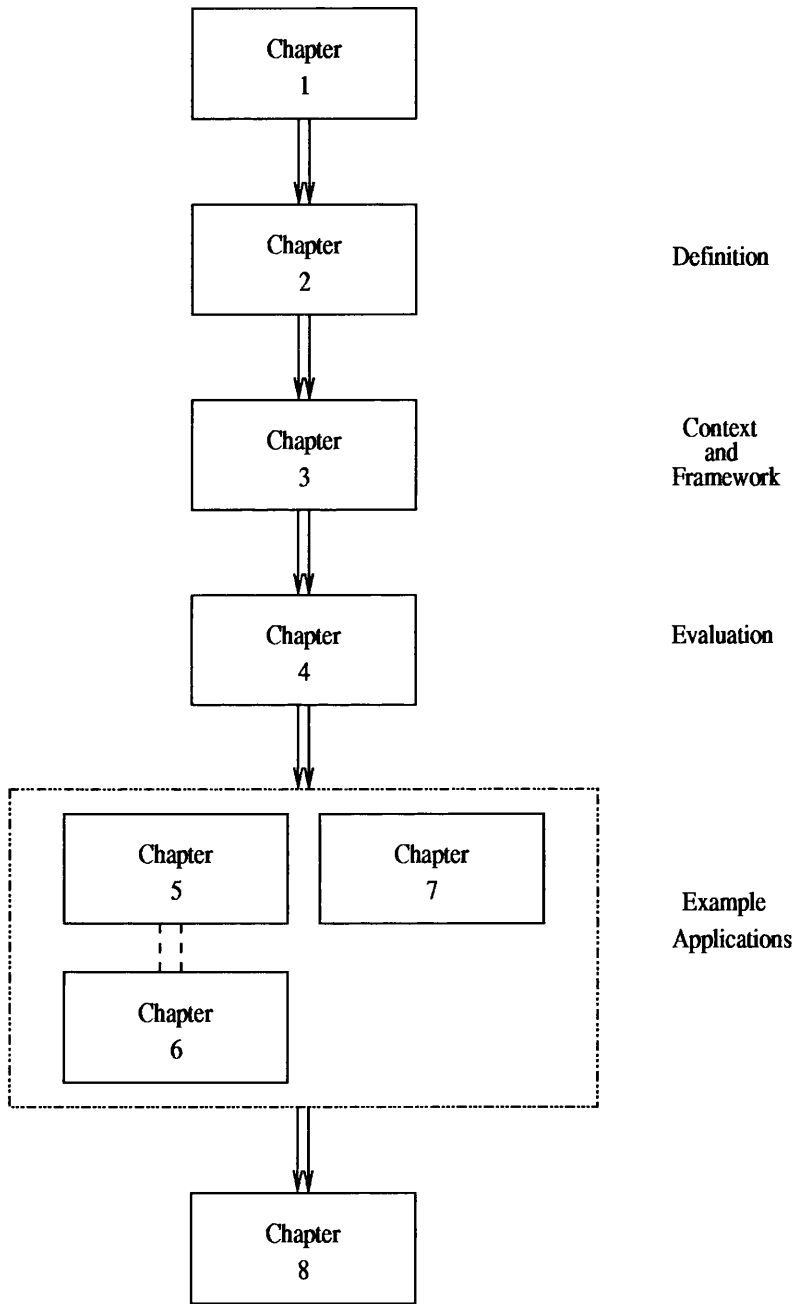 Chapter
1
Chapter
2
Definition
Chapter
3
Context
and
Framework
Chapter
4
Evaluation
Chapter
5
Chapter
7
Example
Applications
Chapter
6
Chapter
8